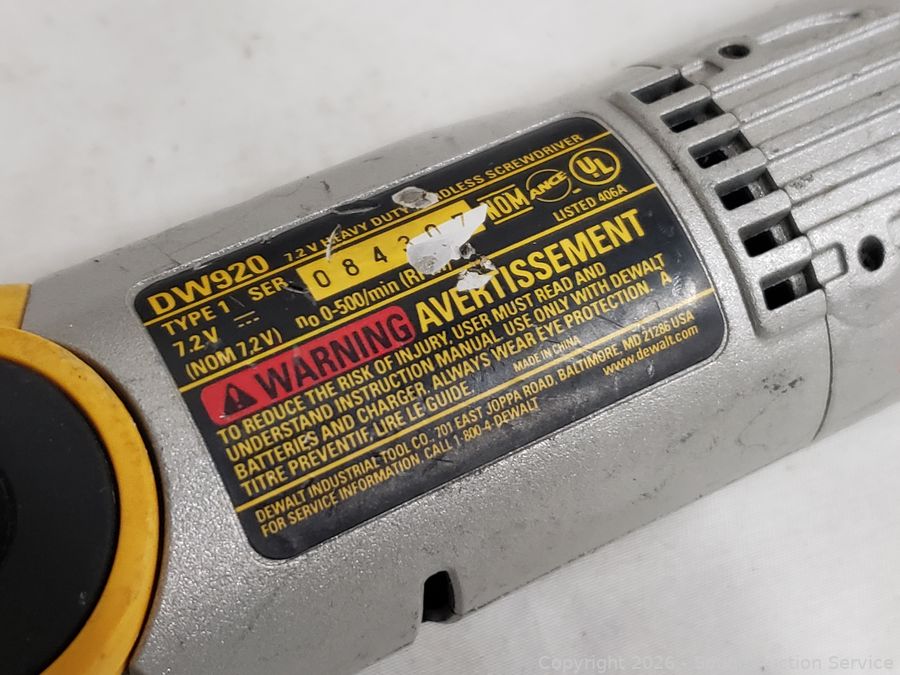 DW920 7.2 V HEAVY DUTY CORDLESS SCREWDRIVER
TYPE 1 SER. 084307 NOM ANCE UL
7.2 V LISTED 406A
(NOM 7,2V) no 0-500/min
WARNING AVERTISSEMENT
TO REDUCE THE RISK OF INJURY, USER MUST READ AND
UNDERSTAND INSTRUCTION MANUAL. USE ONLY WITH DEWALT
BATTERIES AND CHARGER. ALWAYS WEAR EYE PROTECTION. A
TITRE PREVENTIF, LIRE LE GUIDE. MADE IN CHINA
DEWALT INDUSTRIAL TOOL CO., 701 EAST JOPPA ROAD, BALTIMORE, MD 21286 USA
FOR SERVICE INFORMATION, CALL 1-800-4-DEWALT www.dewalt.com
Copyright 2026 - Auction Service